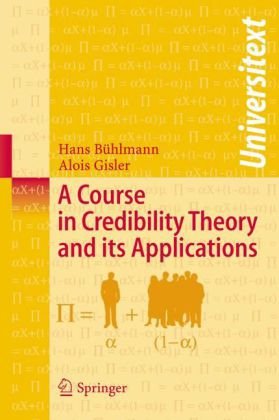 Universitext
Hans Bühlmann
Alois Gisler
A Course
in Credibility Theory
and its Applications
Π = +
α (1-α)
Springer